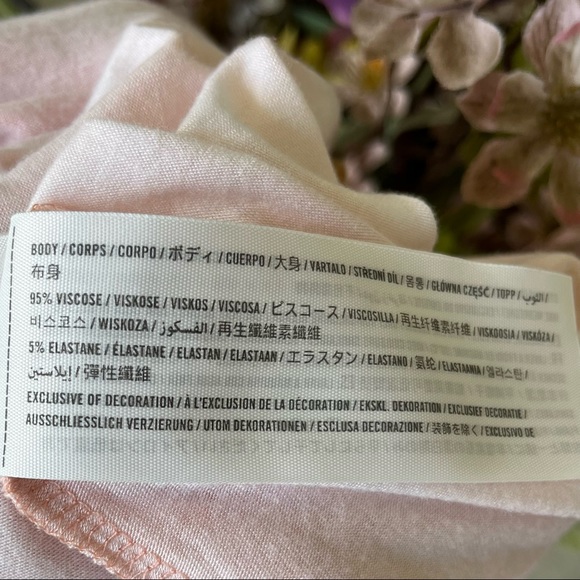 BODY / CORPS / CORPO / ボディ / CUERPO / 大身 / VARTALO / STŘEDNÍ DÍL / 몸통 / GŁÓWNA CZĘŚĆ / TOPP / الثوب /
布身
95% VISCOSE / VISKOSE / VISKOS / VISCOSA / ビスコース / VISCOSILLA / 再生纤维素纤维 / VISKOOSIA / VISKÓZA /
비스코스 / WISKOZA / الفسكوز / 再生纖維素纖維
5% ELASTANE / ÉLASTANE / ELASTAN / ELASTAAN / エラスタン / ELASTANO / 氨纶 / ELASTAANIA / 엘라스탄 /
إيلاستين / 彈性纖維
EXCLUSIVE OF DECORATION / À L'EXCLUSION DE LA DÉCORATION / EKSKL. DEKORATION / EXCLUSIEF DECORATIE /
AUSSCHLIESSLICH VERZIERUNG / UTOM DEKORATIONEN / ESCLUSA DECORAZIONE / 装飾を除く / EXCLUSIVO DE